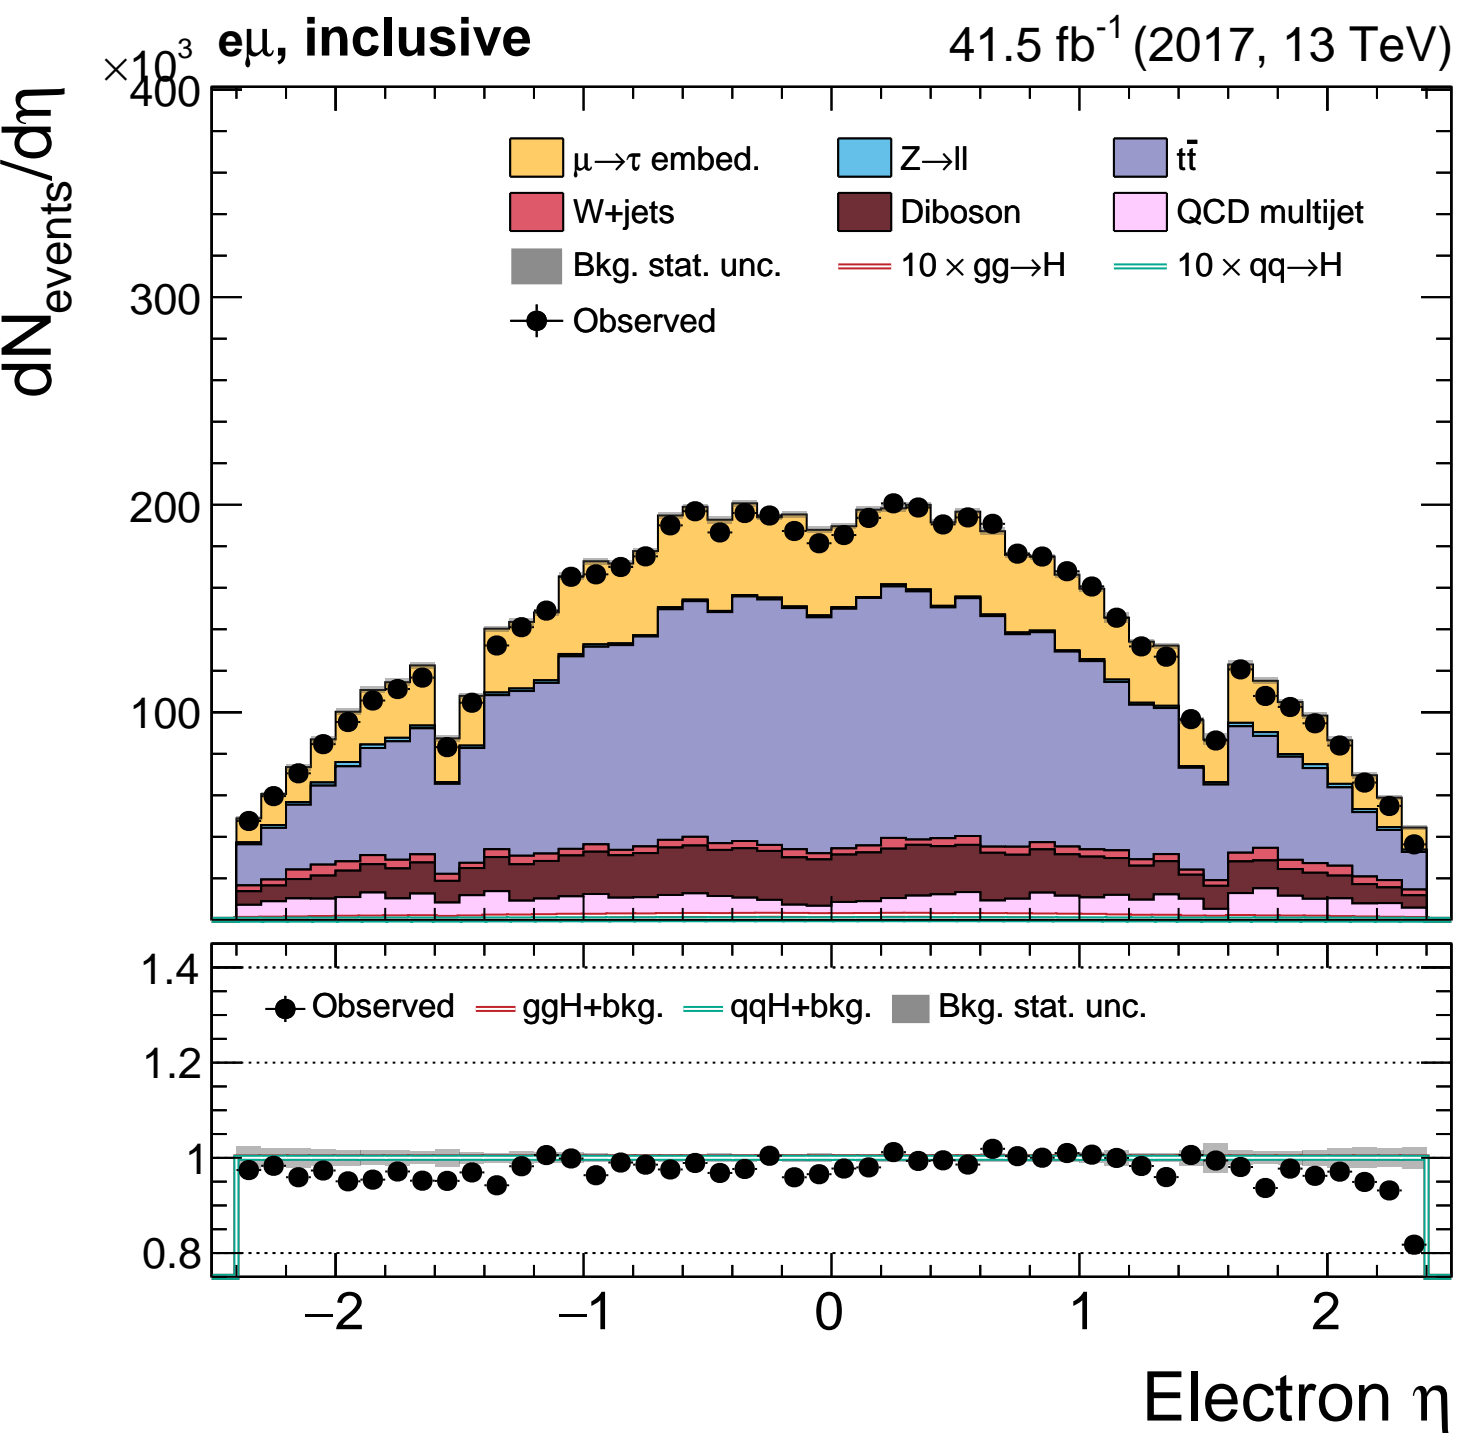 ×10³ eμ, inclusive 41.5 fb⁻¹ (2017, 13 TeV)
dN_events/dη
400
300
200
100
μ→τ embed. Z→ll tt̄
W+jets Diboson QCD multijet
Bkg. stat. unc. 10 × gg→H 10 × qq→H
Observed
1.4
1.2
1
0.8
Observed ggH+bkg. qqH+bkg. Bkg. stat. unc.
−2 −1 0 1 2
Electron η